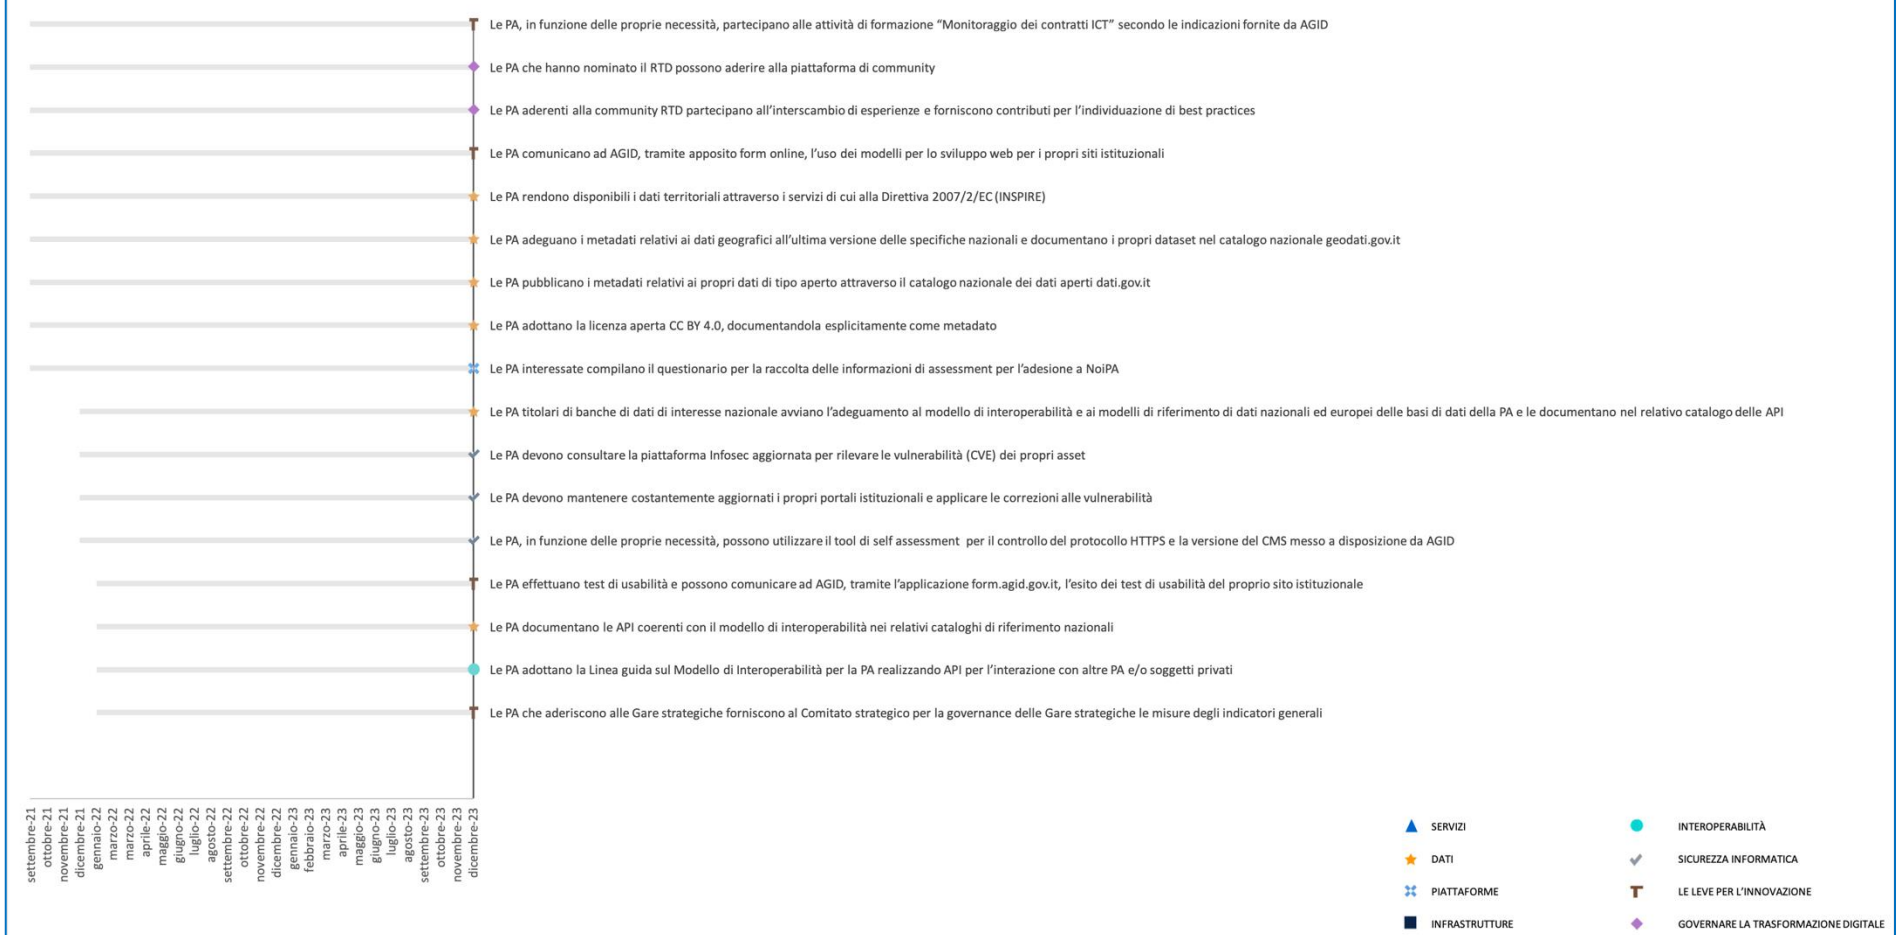 Le PA, in funzione delle proprie necessità, partecipano alle attività di formazione “Monitoraggio dei contratti ICT” secondo le indicazioni fornite da AGID
Le PA che hanno nominato il RTD possono aderire alla piattaforma di community
Le PA aderenti alla community RTD partecipano all’interscambio di esperienze e forniscono contributi per l’individuazione di best practices
Le PA comunicano ad AGID, tramite apposito form online, l’uso dei modelli per lo sviluppo web per i propri siti istituzionali
Le PA rendono disponibili i dati territoriali attraverso i servizi di cui alla Direttiva 2007/2/EC (INSPIRE)
Le PA adeguano i metadati relativi ai dati geografici all’ultima versione delle specifiche nazionali e documentano i propri dataset nel catalogo nazionale geodati.gov.it
Le PA pubblicano i metadati relativi ai propri dati di tipo aperto attraverso il catalogo nazionale dei dati aperti dati.gov.it
Le PA adottano la licenza aperta CC BY 4.0, documentandola esplicitamente come metadato
Le PA interessate compilano il questionario per la raccolta delle informazioni di assessment per l’adesione a NoiPA
Le PA titolari di banche di dati di interesse nazionale avviano l’adeguamento al modello di interoperabilità e ai modelli di riferimento di dati nazionali ed europei delle basi di dati della PA e le documentano nel relativo catalogo delle API
Le PA devono consultare la piattaforma Infosec aggiornata per rilevare le vulnerabilità (CVE) dei propri asset
Le PA devono mantenere costantemente aggiornati i propri portali istituzionali e applicare le correzioni alle vulnerabilità
Le PA, in funzione delle proprie necessità, possono utilizzare il tool di self assessment per il controllo del protocollo HTTPS e la versione del CMS messo a disposizione da AGID
Le PA effettuano test di usabilità e possono comunicare ad AGID, tramite l’applicazione form.agid.gov.it, l’esito dei test di usabilità del proprio sito istituzionale
Le PA documentano le API coerenti con il modello di interoperabilità nei relativi cataloghi di riferimento nazionali
Le PA adottano la Linea guida sul Modello di Interoperabilità per la PA realizzando API per l’interazione con altre PA e/o soggetti privati
Le PA che aderiscono alle Gare strategiche forniscono al Comitato strategico per la governance delle Gare strategiche le misure degli indicatori generali
settembre-21
ottobre-21
novembre-21
dicembre-21
gennaio-22
marzo-22
marzo-22
aprile-22
maggio-22
giugno-22
luglio-22
agosto-22
settembre-22
ottobre-22
novembre-22
dicembre-22
gennaio-23
febbraio-23
marzo-23
aprile-23
maggio-23
giugno-23
luglio-23
agosto-23
settembre-23
ottobre-23
novembre-23
dicembre-23
SERVIZI
DATI
PIATTAFORME
INFRASTRUTTURE
INTEROPERABILITÀ
SICUREZZA INFORMATICA
LE LEVE PER L’INNOVAZIONE
GOVERNARE LA TRASFORMAZIONE DIGITALE